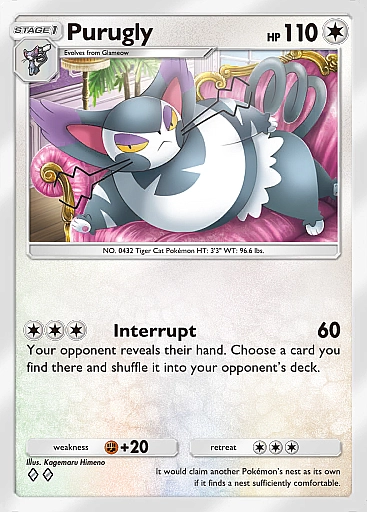 STAGE 1
Purugly
HP 110
Evolves from Glameow
NO. 0432 Tiger Cat Pokémon HT: 3'3" WT: 96.6 lbs.
Interrupt 60
Your opponent reveals their hand. Choose a card you
find there and shuffle it into your opponent's deck.
weakness +20
retreat
Illus. Kagemaru Himeno
It would claim another Pokémon's nest as its own
if it finds a nest sufficiently comfortable.